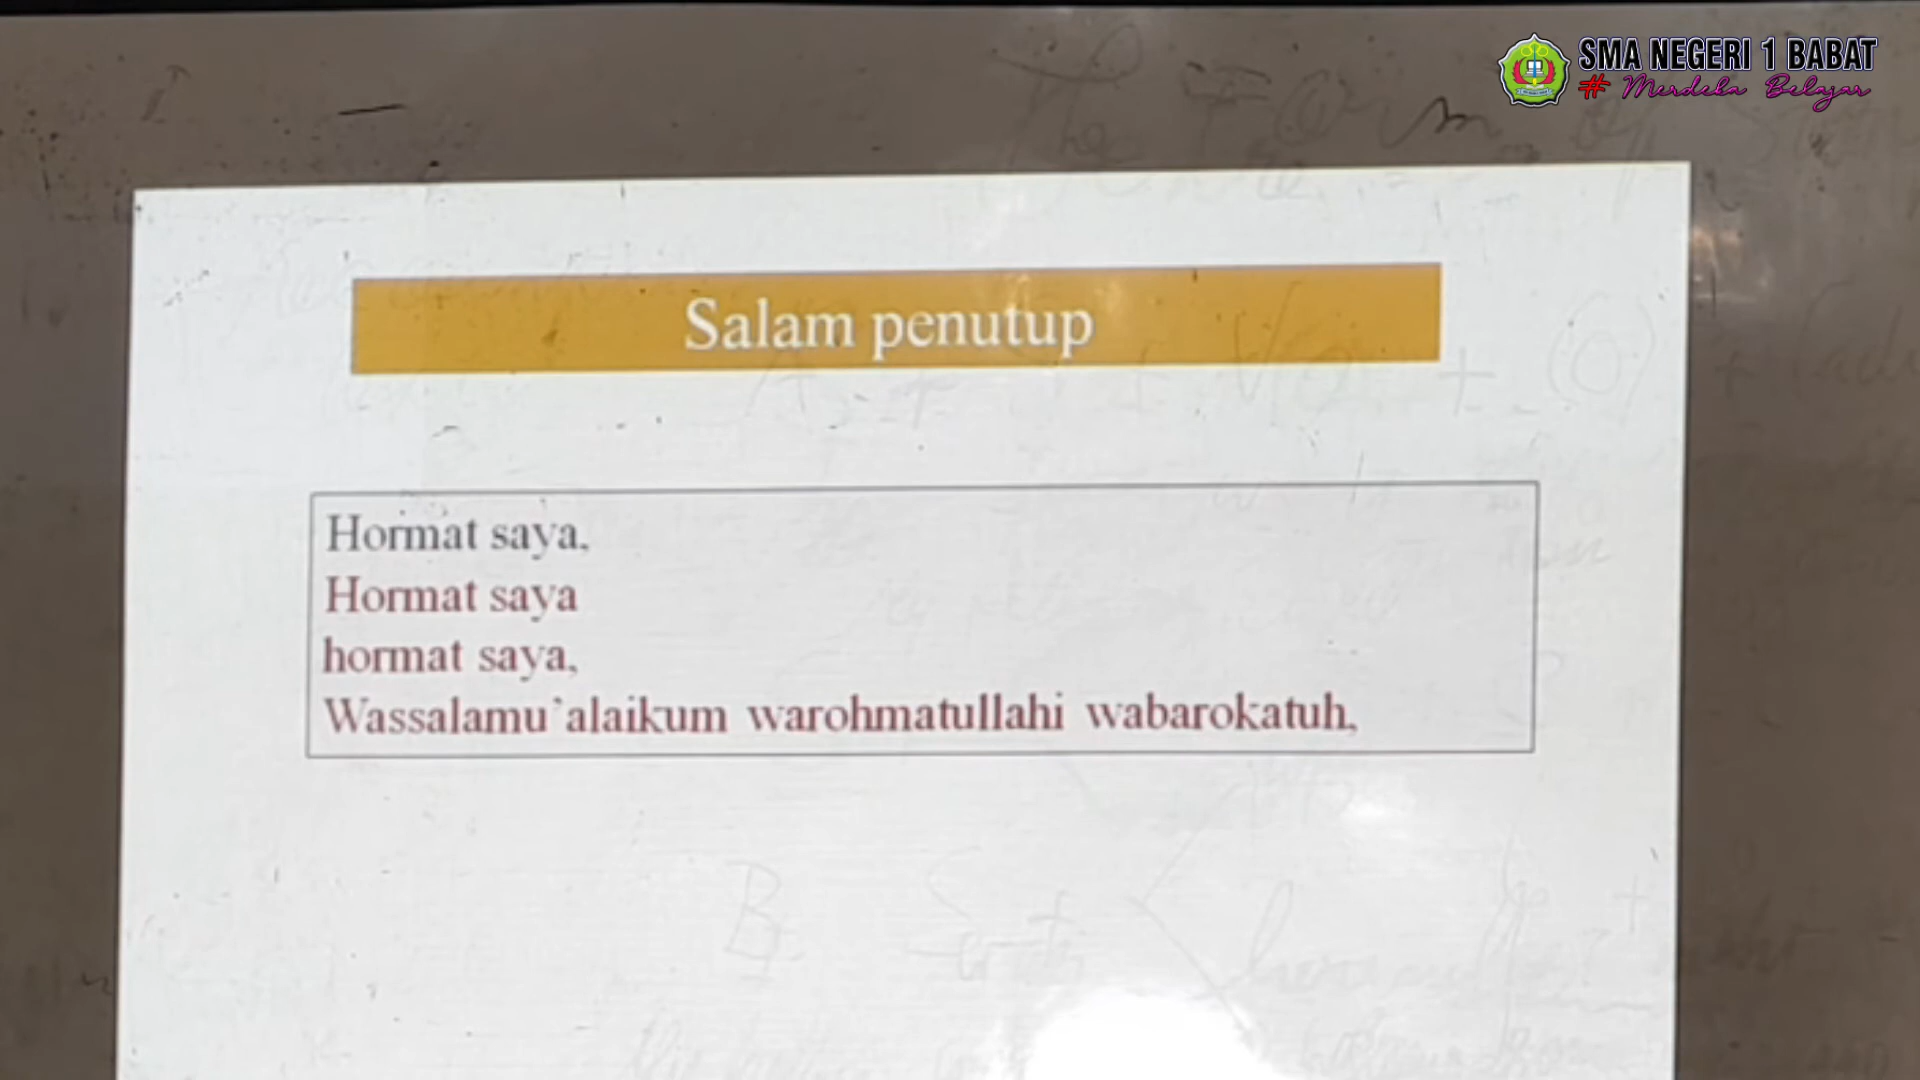 SMA NEGERI 1 BABAT
# Merdeka Belajar
Salam penutup
Hormat saya,
Hormat saya
hormat saya,
Wassalamu`alaikum warohmatullahi wabarokatuh,